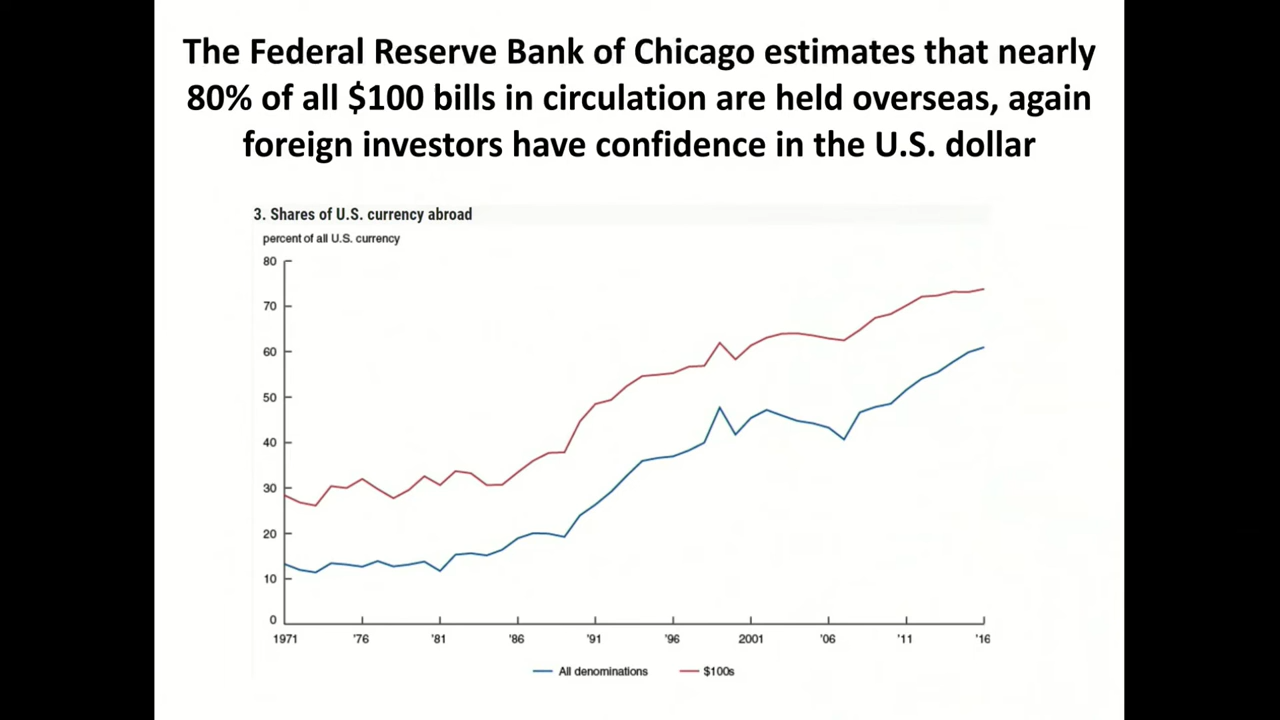 The Federal Reserve Bank of Chicago estimates that nearly
80% of all $100 bills in circulation are held overseas, again
foreign investors have confidence in the U.S. dollar
3. Shares of U.S. currency abroad
percent of all U.S. currency
80
70
60
50
40
30
20
10
0
1971 '76 '81 '86 '91 '96 2001 '06 '11 '16
All denominations $100s